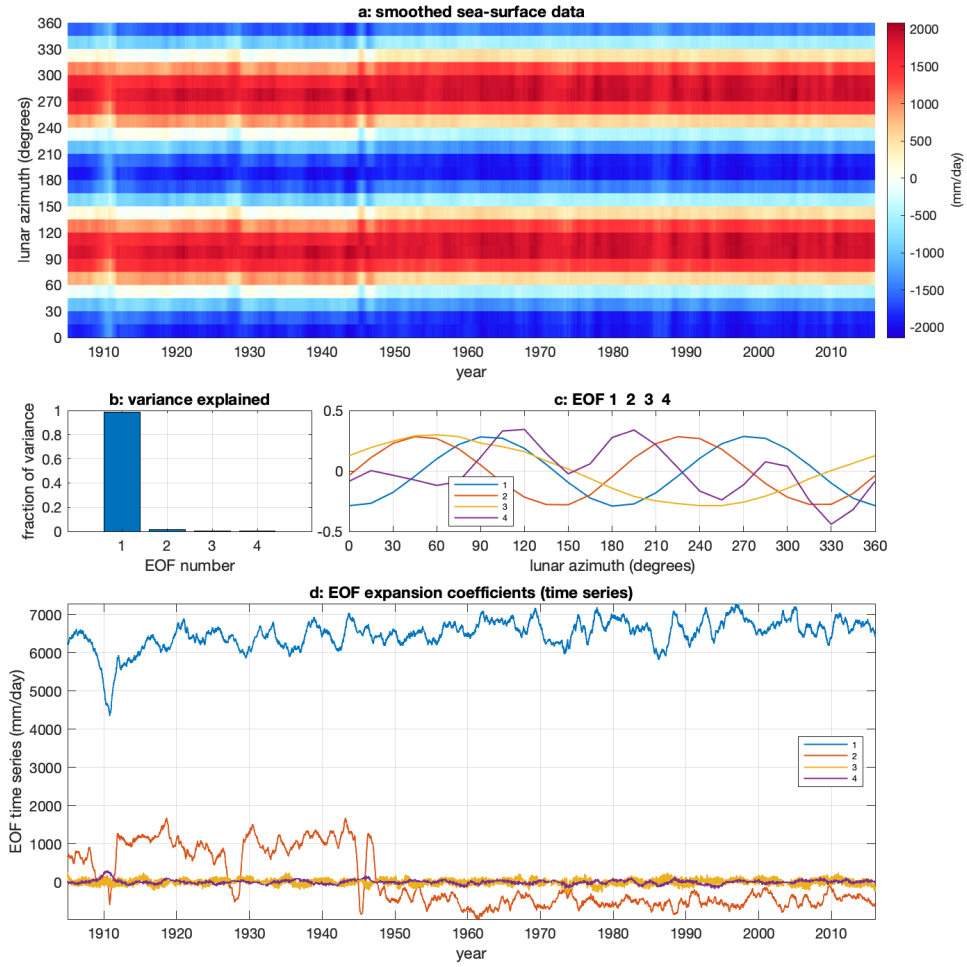 a: smoothed sea-surface data
lunar azimuth (degrees)
360
330
300
270
240
210
180
150
120
90
60
30
0
1910 1920 1930 1940 1950 1960 1970 1980 1990 2000 2010
year
2000
1500
1000
500
0
-500
-1000
-1500
-2000
(mm/day)
b: variance explained
fraction of variance
1
0.8
0.6
0.4
0.2
0
1 2 3 4
EOF number
c: EOF 1 2 3 4
0.5
0
-0.5
1
2
3
4
0 30 60 90 120 150 180 210 240 270 300 330 360
lunar azimuth (degrees)
d: EOF expansion coefficients (time series)
EOF time series (mm/day)
7000
6000
5000
4000
3000
2000
1000
0
1
2
3
4
1910 1920 1930 1940 1950 1960 1970 1980 1990 2000 2010
year